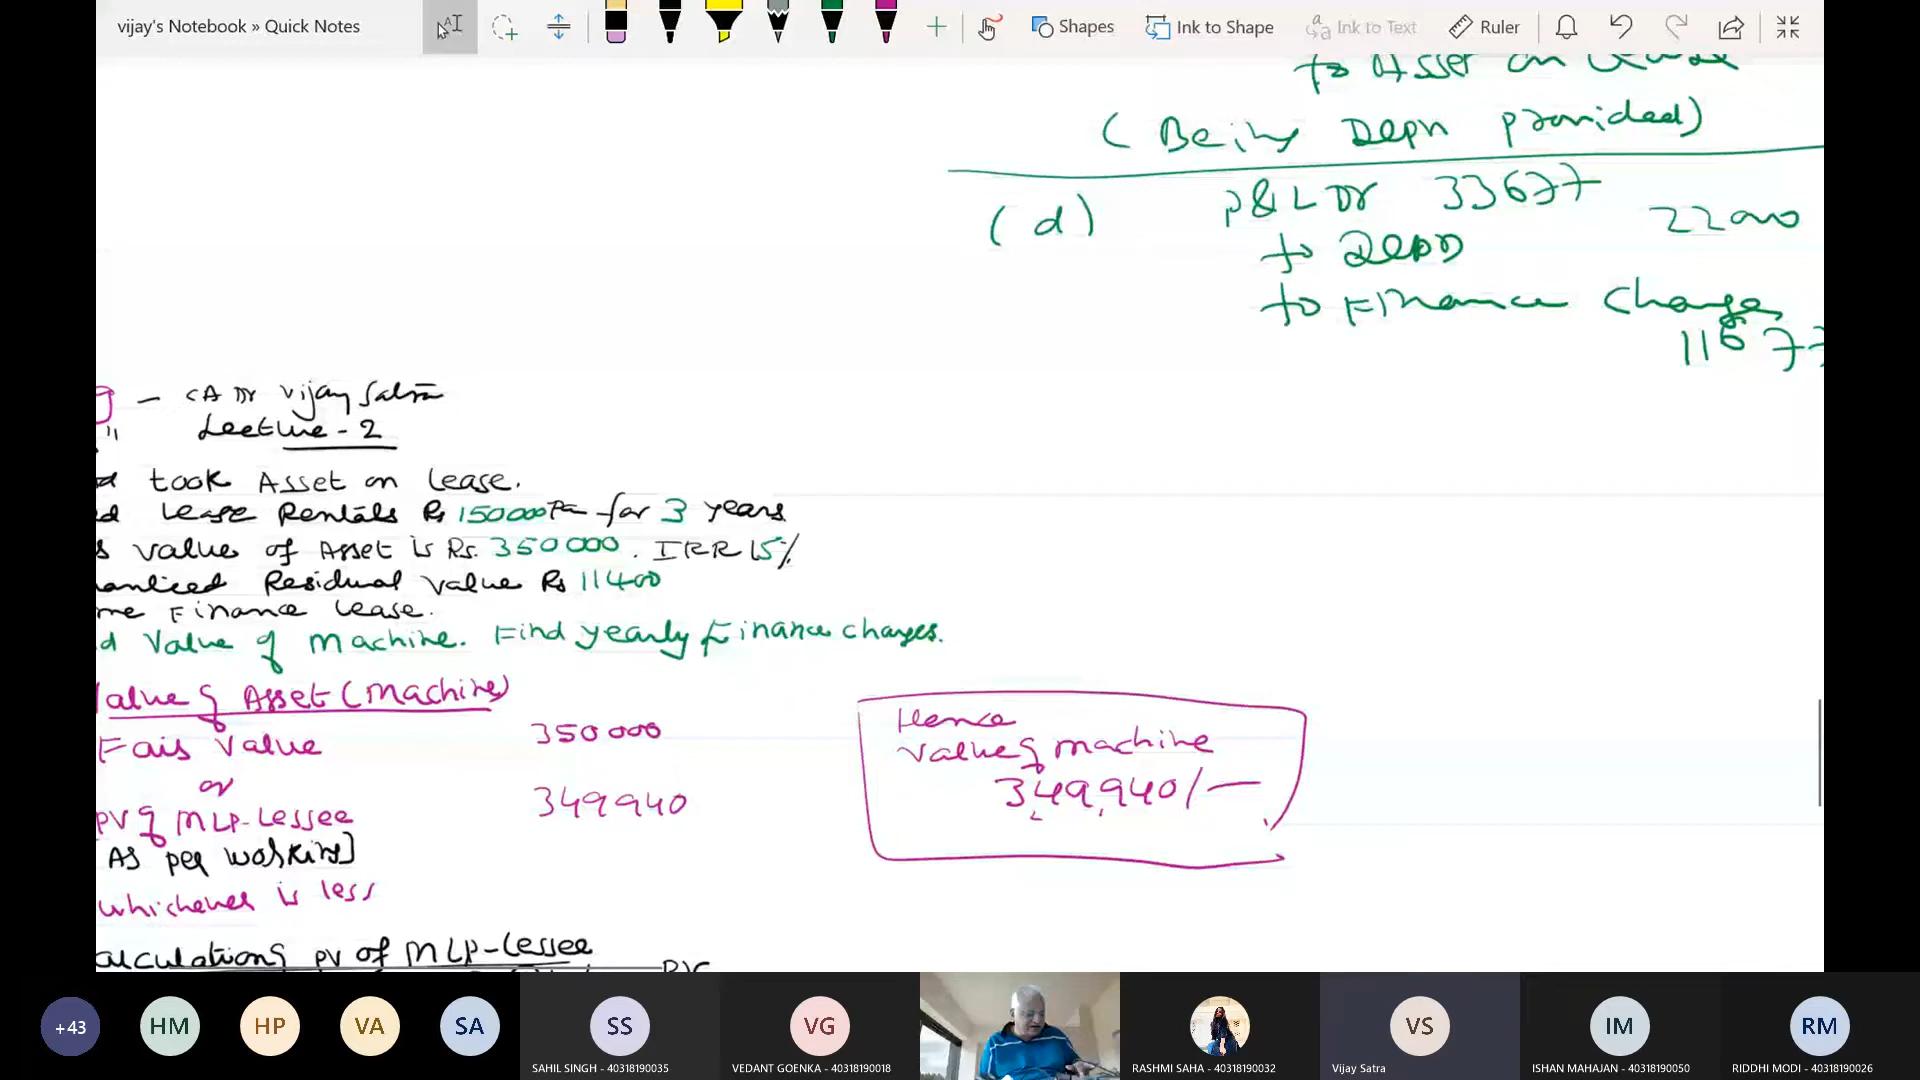 vijay's Notebook » Quick Notes
Shapes
Ink to Shape
Ink to Text
Ruler
to Asset on
( Being Depn provided)
(d) P&L Dr 33677
22000
to Depn
to Finance Charges
11677
- CA Dr Vijay Satra
Lecture - 2
took Asset on Lease.
Lease Rentals Rs 150000 Pa for 3 years
value of Asset is Rs. 350000. IRR 15%
Residual Value Rs 11400
Finance Lease.
Value of Machine. Find yearly Finance charges.
Value of Asset (Machine)
Fair Value 350000
or
PV of MLP-Lessee 349940
[As per working]
whichever is less
Hence
Value of machine
349,940/-
Calculation of PV of MLP-Lessee
+43
HM
HP
VA
SA
SS
SAHIL SINGH - 40318190035
VG
VEDANT GOENKA - 40318190018
RASHMI SAHA - 40318190032
VS
Vijay Satra
IM
ISHAN MAHAJAN - 40318190050
RM
RIDDHI MODI - 40318190026